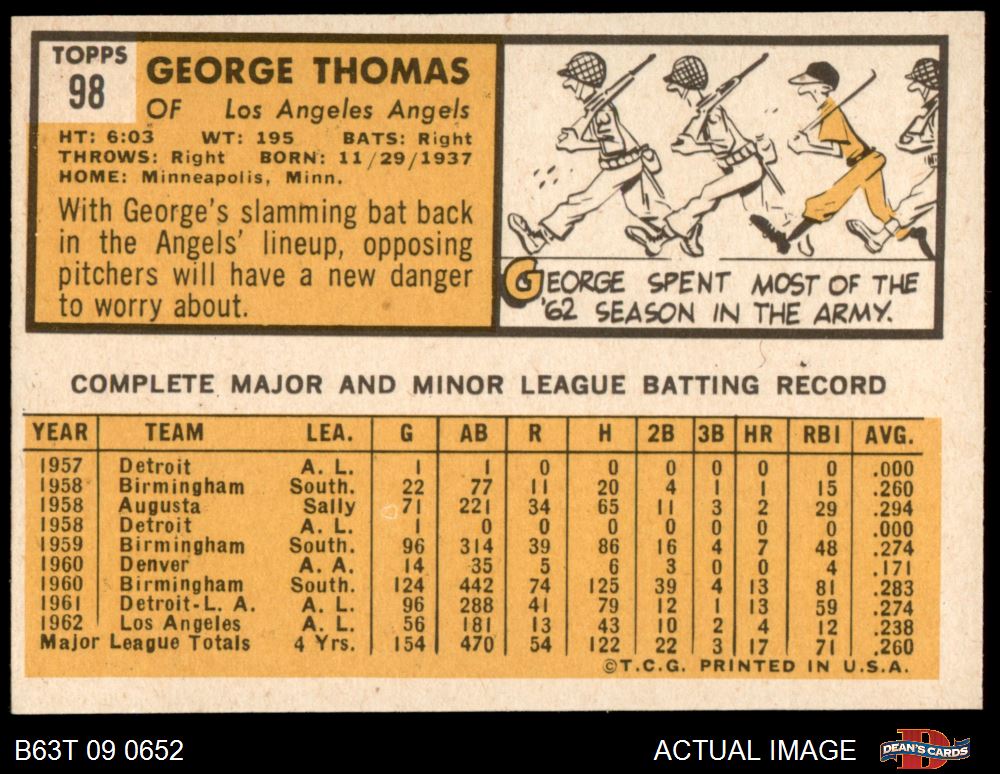 TOPPS
98
GEORGE THOMAS
OF Los Angeles Angels
HT: 6:03 WT: 195 BATS: Right
THROWS: Right BORN: 11/29/1937
HOME: Minneapolis, Minn.
With George's slamming bat back
in the Angels' lineup, opposing
pitchers will have a new danger
to worry about.
GEORGE SPENT MOST OF THE
'62 SEASON IN THE ARMY.
COMPLETE MAJOR AND MINOR LEAGUE BATTING RECORD
YEAR TEAM LEA. G AB R H 2B 3B HR RBI AVG.
1957 Detroit A. L. 1 1 0 0 0 0 0 0 .000
1958 Birmingham South. 22 77 11 20 4 1 1 15 .260
1958 Augusta Sally 71 221 34 65 11 3 2 29 .294
1958 Detroit A. L. 1 0 0 0 0 0 0 0 .000
1959 Birmingham South. 96 314 39 86 16 4 7 48 .274
1960 Denver A. A. 14 35 5 6 3 0 0 4 .171
1960 Birmingham South. 124 442 74 125 39 4 13 81 .283
1961 Detroit-L. A. A. L. 96 288 41 79 12 1 13 59 .274
1962 Los Angeles A. L. 56 181 13 43 10 2 4 12 .238
Major League Totals 4 Yrs. 154 470 54 122 22 3 17 71 .260
©T.C.G. PRINTED IN U.S.A.
B63T 09 0652
ACTUAL IMAGE
DEAN'S CARDS